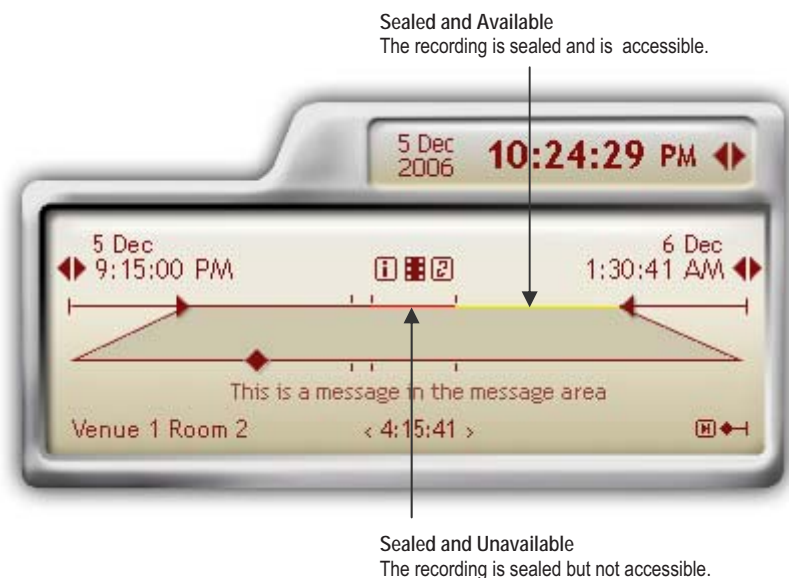 Sealed and Available
The recording is sealed and is accessible.
5 Dec
2006
10:24:29 PM
5 Dec
9:15:00 PM
6 Dec
1:30:41 AM
This is a message in the message area
Venue 1 Room 2
< 4:15:41 >
Sealed and Unavailable
The recording is sealed but not accessible.